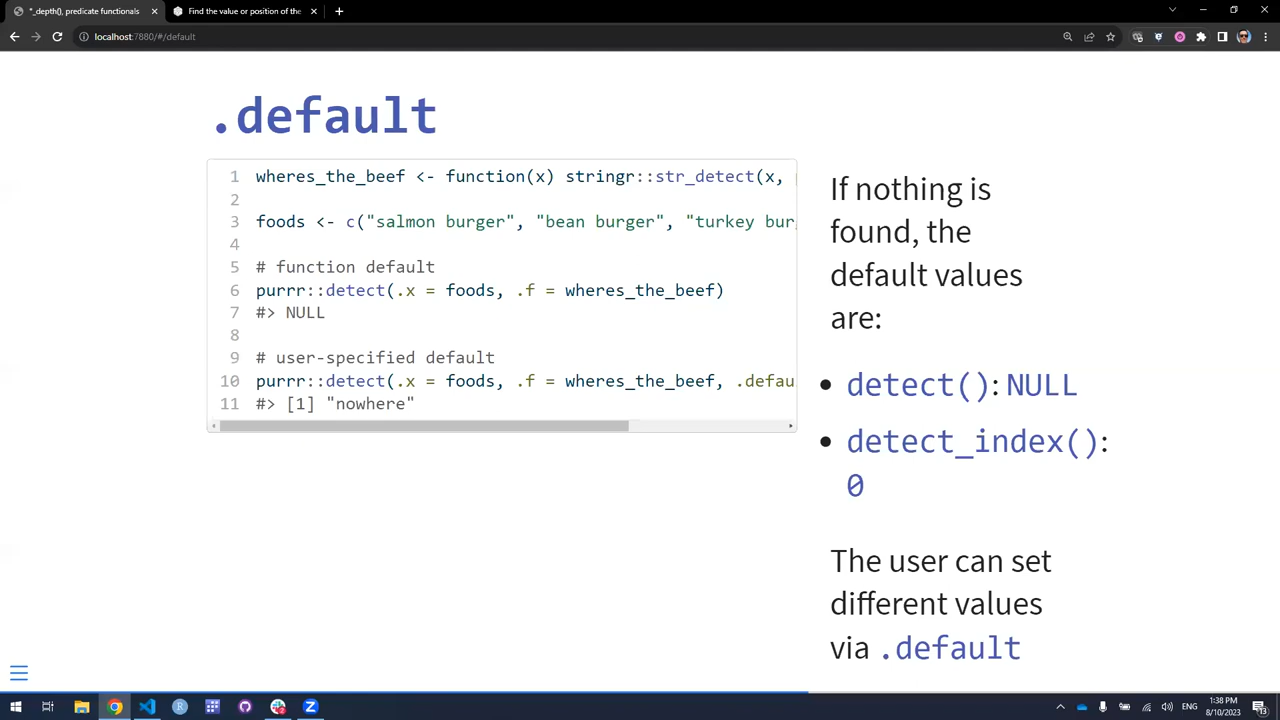 *_depth(), predicate functionals
Find the value or position of the
localhost:7880/#/default
.default
1 wheres_the_beef <- function(x) stringr::str_detect(x,
2
3 foods <- c("salmon burger", "bean burger", "turkey bur
4
5 # function default
6 purrr::detect(.x = foods, .f = wheres_the_beef)
7 #> NULL
8
9 # user-specified default
10 purrr::detect(.x = foods, .f = wheres_the_beef, .defau
11 #> [1] "nowhere"
If nothing is
found, the
default values
are:
• detect(): NULL
• detect_index():
0
The user can set
different values
via .default
ENG
1:38 PM
8/10/2023